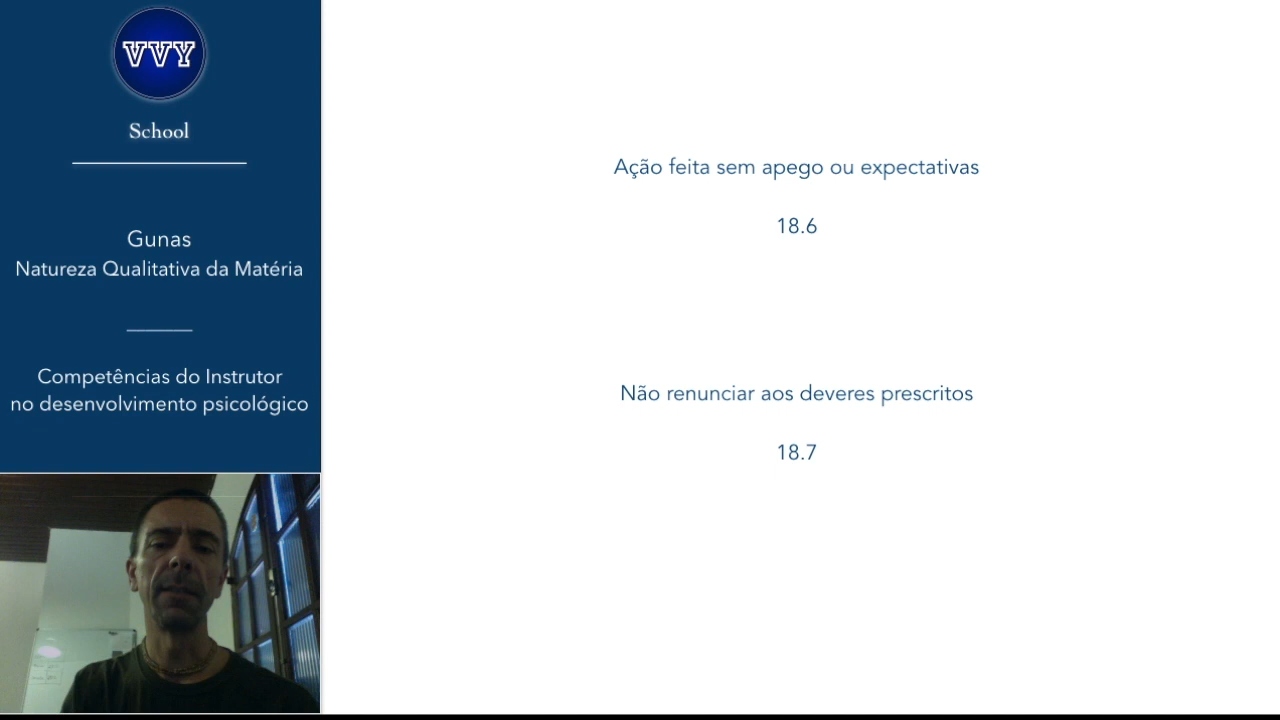 VVY
School
Gunas
Natureza Qualitativa da Matéria
Competências do Instrutor
no desenvolvimento psicológico
Ação feita sem apego ou expectativas
18.6
Não renunciar aos deveres prescritos
18.7